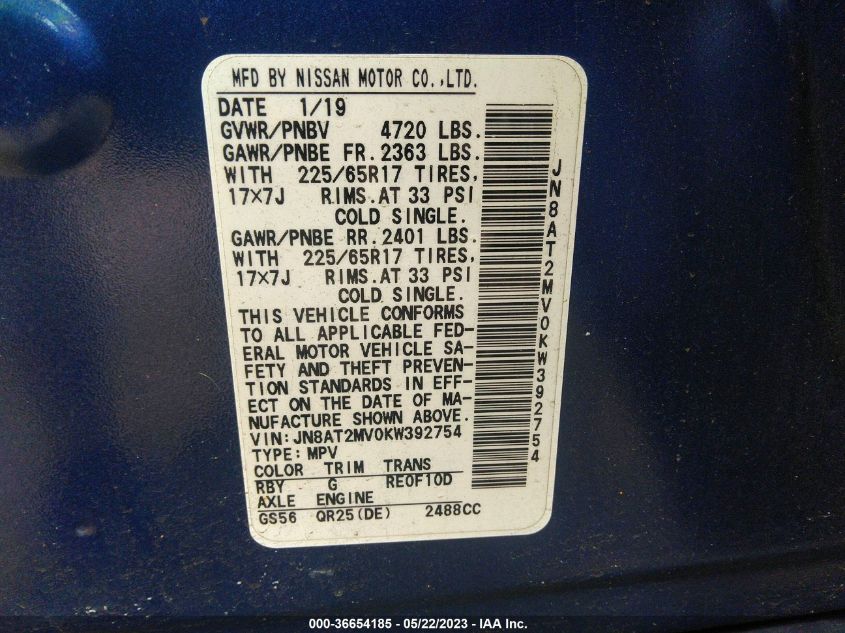 MFD BY NISSAN MOTOR CO.,LTD.
DATE 1/19
GVWR/PNBV 4720 LBS.
GAWR/PNBE FR. 2363 LBS.
WITH 225/65R17 TIRES,
17×7J RIMS.AT 33 PSI
COLD SINGLE.
GAWR/PNBE RR. 2401 LBS.
WITH 225/65R17 TIRES,
17×7J RIMS.AT 33 PSI
COLD SINGLE.
THIS VEHICLE CONFORMS
TO ALL APPLICABLE FED-
ERAL MOTOR VEHICLE SA-
FETY AND THEFT PREVEN-
TION STANDARDS IN EFF-
ECT ON THE DATE OF MA-
NUFACTURE SHOWN ABOVE.
VIN:JN8AT2MV0KW392754
TYPE:MPV
COLOR TRIM TRANS
RBY G RE0F10D
AXLE ENGINE
GS56 QR25(DE) 2488CC
JN8AT2MV0KW392754
000-36654185 - 05/22/2023 - IAA Inc.